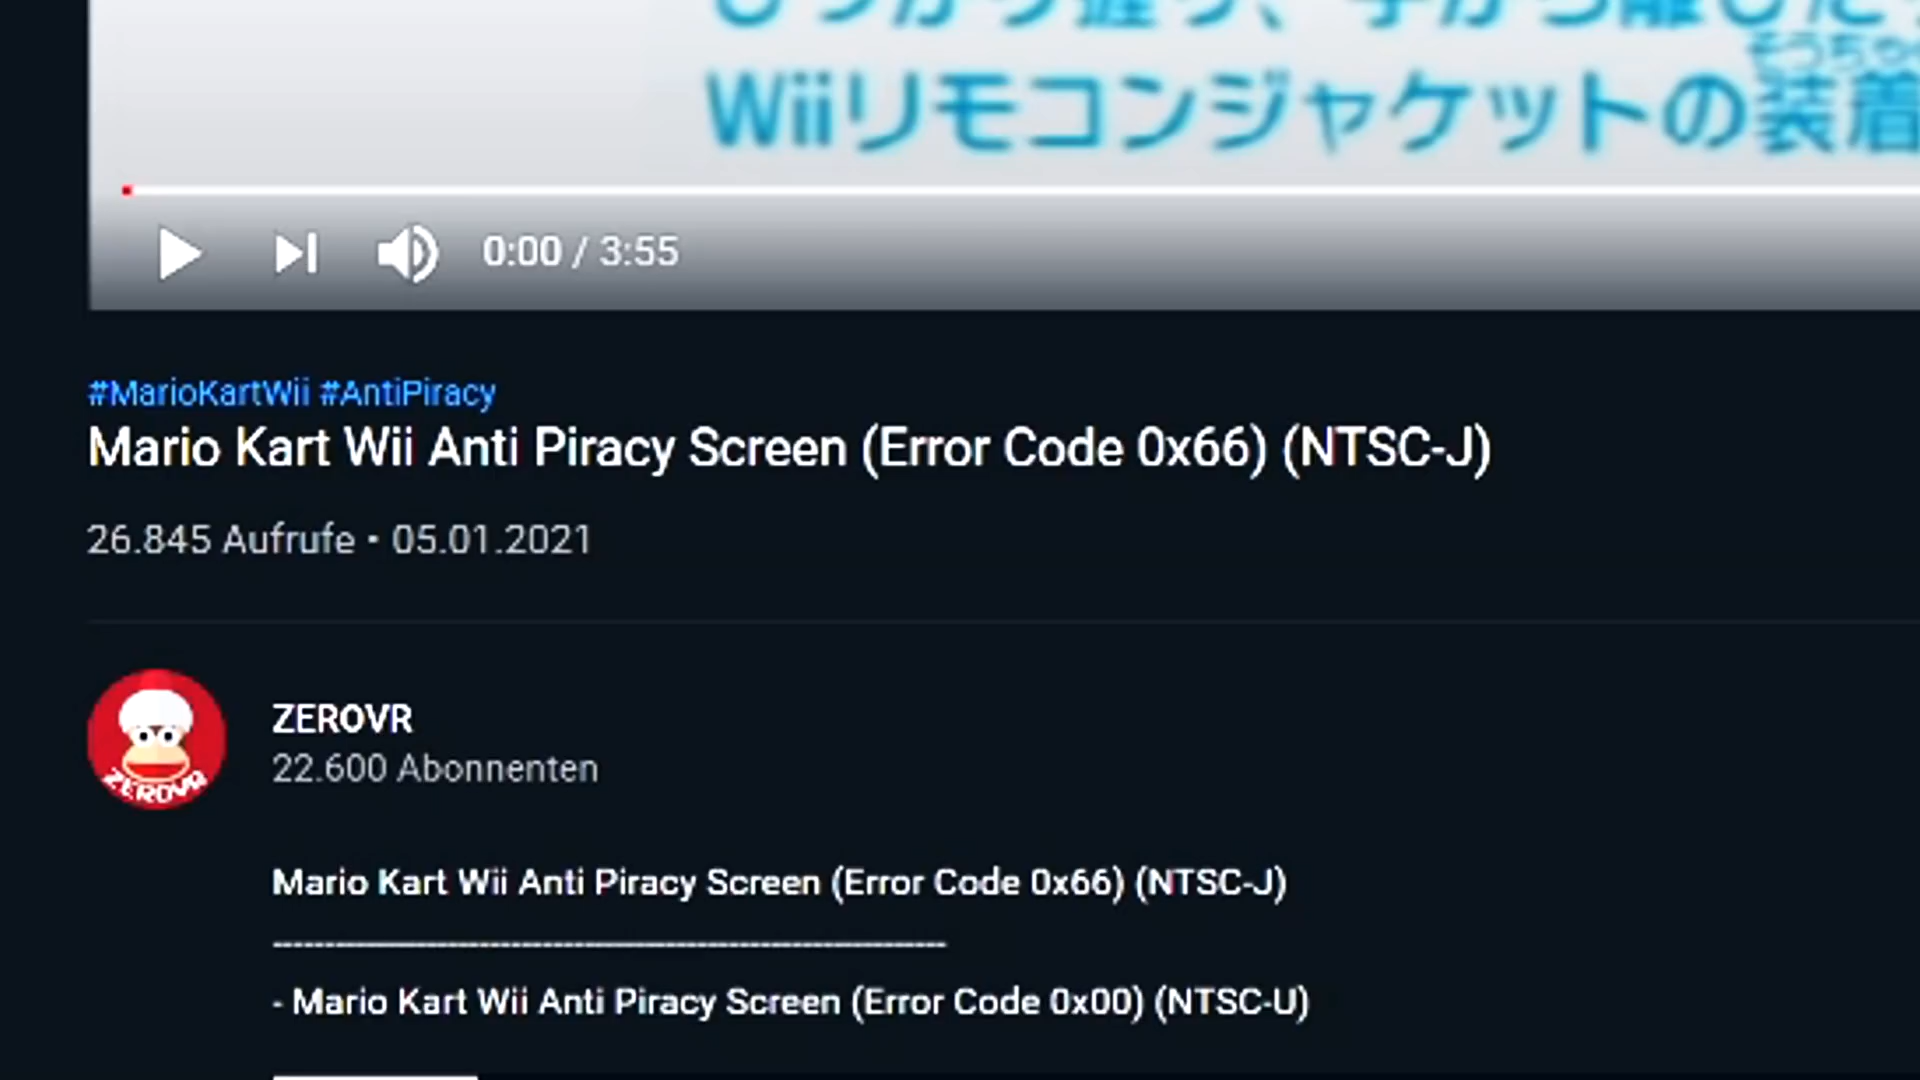 Wiiリモコンジャケットの装着
0:00 / 3:55
#MarioKartWii #AntiPiracy
Mario Kart Wii Anti Piracy Screen (Error Code 0x66) (NTSC-J)
26.845 Aufrufe • 05.01.2021
ZEROVR
ZEROVR
22.600 Abonnenten
Mario Kart Wii Anti Piracy Screen (Error Code 0x66) (NTSC-J)
----------------------------------------------------------------
- Mario Kart Wii Anti Piracy Screen (Error Code 0x00) (NTSC-U)